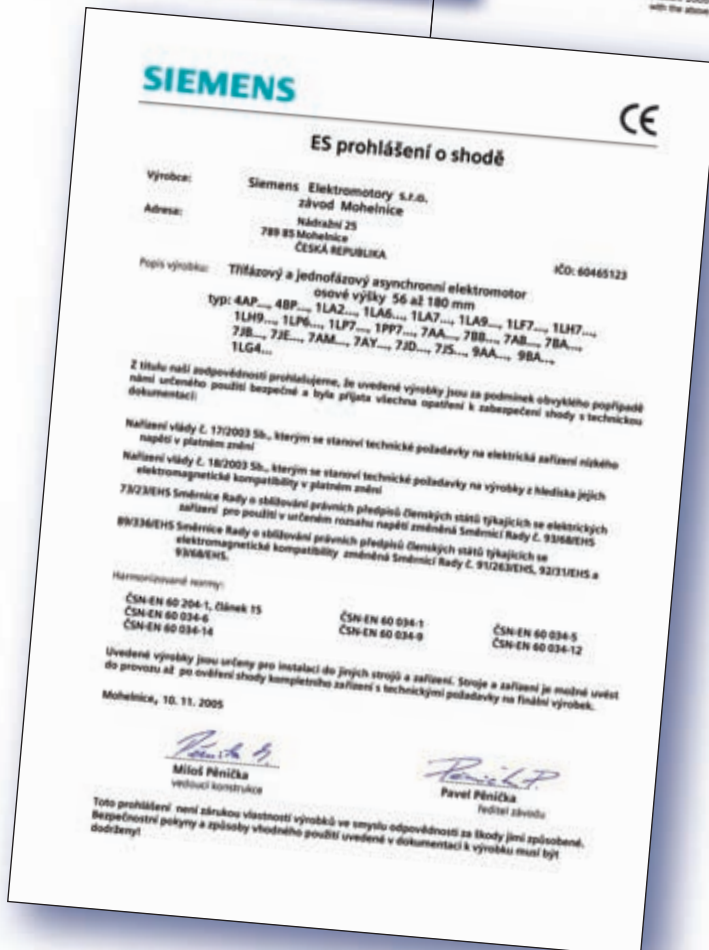 with the above
SIEMENS
CE
ES prohlášení o shodě
Výrobce: Siemens Elektromotory s.r.o.
závod Mohelnice
Adresa: Nádražní 25
789 85 Mohelnice
ČESKÁ REPUBLIKA
IČO: 60465123
Popis výrobku: Třífázový a jednofázový asynchronní elektromotor
osové výšky 56 až 180 mm
typ: 4AP..., 4BP..., 1LA2..., 1LA6..., 1LA7..., 1LA9..., 1LF7..., 1LH7...,
1LH9..., 1LP6..., 1LP7..., 1PP7..., 7AA..., 7BB..., 7AB..., 7BA...,
7JB..., 7JE..., 7AM..., 7AY..., 7JD..., 7JS..., 9AA..., 9BA...,
1LG4...
Z titulu naší zodpovědnosti prohlašujeme, že uvedené výrobky jsou za podmínek obvyklého popřípadě
námi určeného použití bezpečné a byla přijata všechna opatření k zabezpečení shody s technickou
dokumentací:
Nařízení vlády č. 17/2003 Sb., kterým se stanoví technické požadavky na elektrická zařízení nízkého
napětí v platném znění
Nařízení vlády č. 18/2003 Sb., kterým se stanoví technické požadavky na výrobky z hlediska jejich
elektromagnetické kompatibility v platném znění
73/23/EHS Směrnice Rady o sbližování právních předpisů členských států týkajících se elektrických
zařízení pro použití v určeném rozsahu napětí změněná Směrnicí Rady č. 93/68/EHS
89/336/EHS Směrnice Rady o sbližování právních předpisů členských států týkajících se
elektromagnetické kompatibility změněná Směrnicí Rady č. 91/263/EHS, 92/31/EHS a
93/68/EHS.
Harmonizované normy:
ČSN-EN 60 204-1, článek 15 ČSN-EN 60 034-1 ČSN-EN 60 034-5
ČSN-EN 60 034-6 ČSN-EN 60 034-9 ČSN-EN 60 034-12
ČSN-EN 60 034-14
Uvedené výrobky jsou určeny pro instalaci do jiných strojů a zařízení. Stroje a zařízení je možné uvést
do provozu až po ověření shody kompletního zařízení s technickými požadavky na finální výrobek.
Mohelnice, 10. 11. 2005
Miloš Pěnička
vedoucí konstrukce
Pavel Pěnička
ředitel závodu
Toto prohlášení není zárukou vlastností výrobků ve smyslu odpovědnosti za škody jimi způsobené.
Bezpečnostní pokyny a způsoby vhodného použití uvedené v dokumentaci k výrobku musí být
dodrženy!